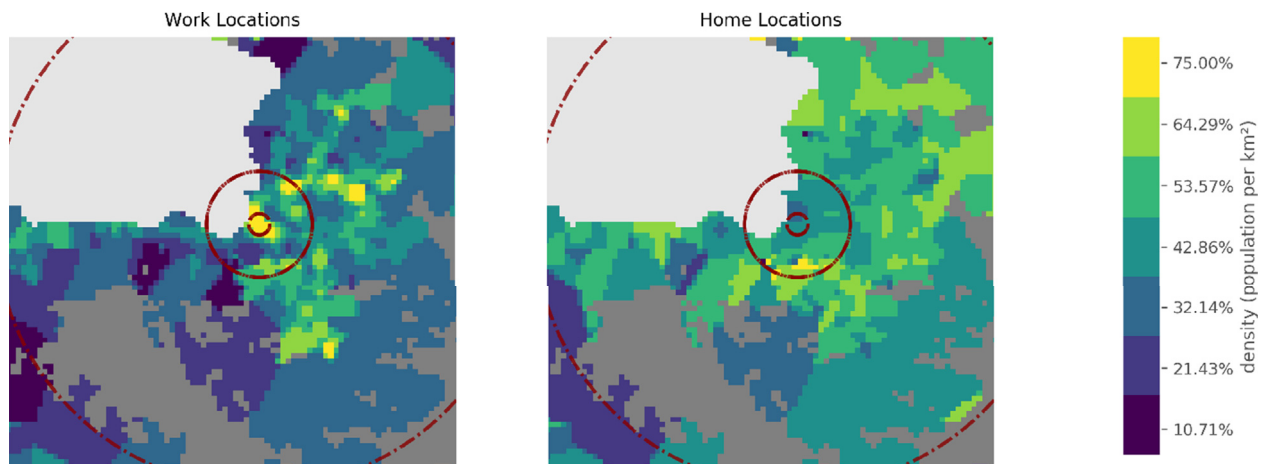 Work Locations
Home Locations
75.00%
64.29%
53.57%
42.86%
32.14%
21.43%
10.71%
density (population per km²)